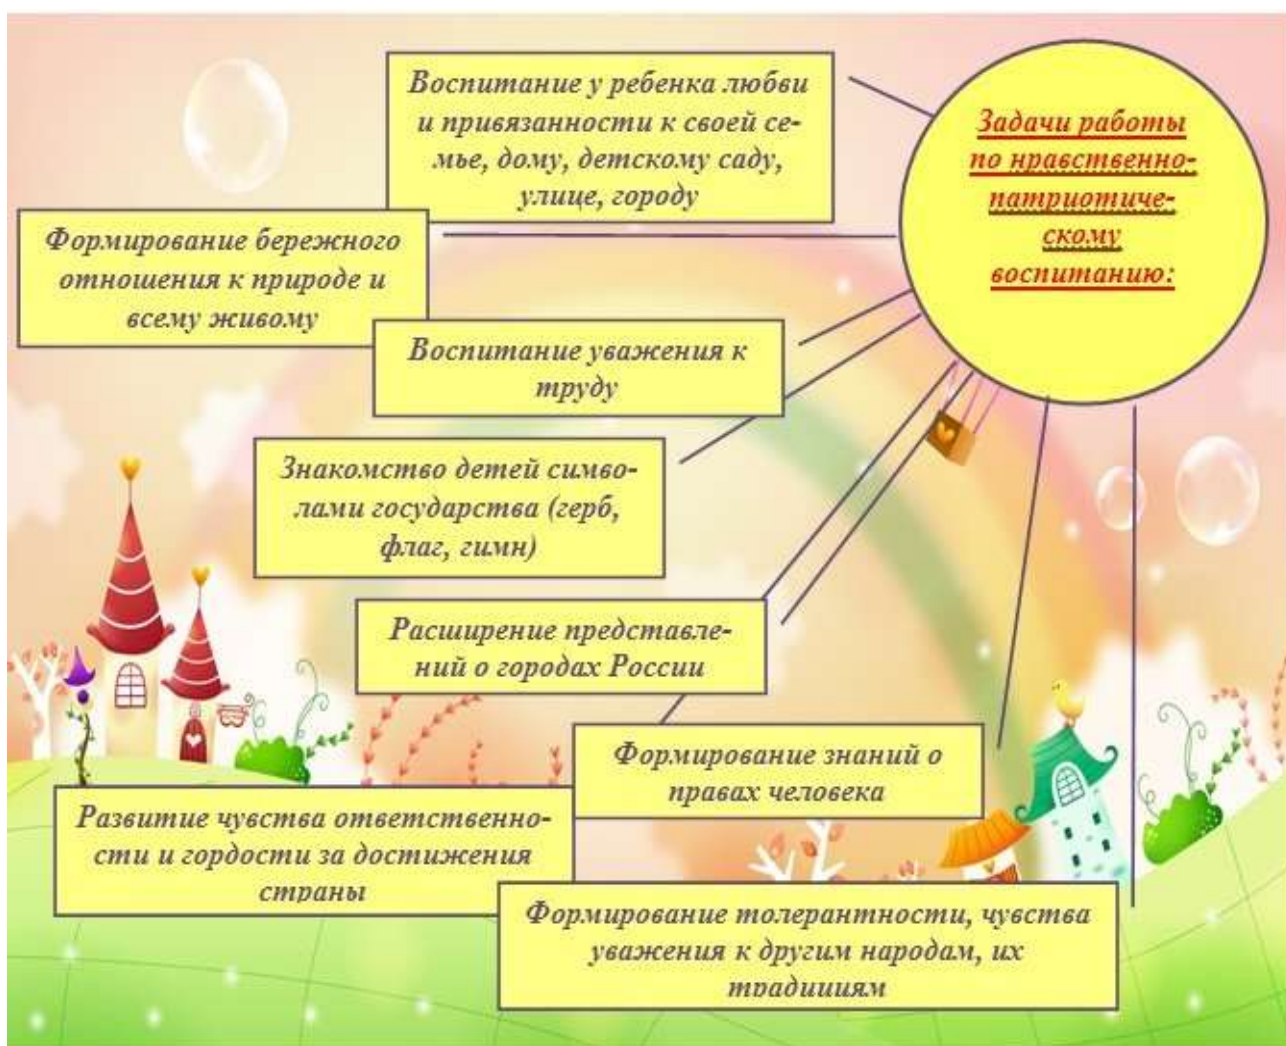 Задачи работы
по нравственно-
патриотиче-
скому
воспитанию:
Воспитание у ребенка любви
и привязанности к своей се-
мье, дому, детскому саду,
улице, городу
Формирование бережного
отношения к природе и
всему живому
Воспитание уважения к
труду
Знакомство детей симво-
лами государства (герб,
флаг, гимн)
Расширение представле-
ний о городах России
Формирование знаний о
правах человека
Развитие чувства ответственно-
сти и гордости за достижения
страны
Формирование толерантности, чувства
уважения к другим народам, их
традициям